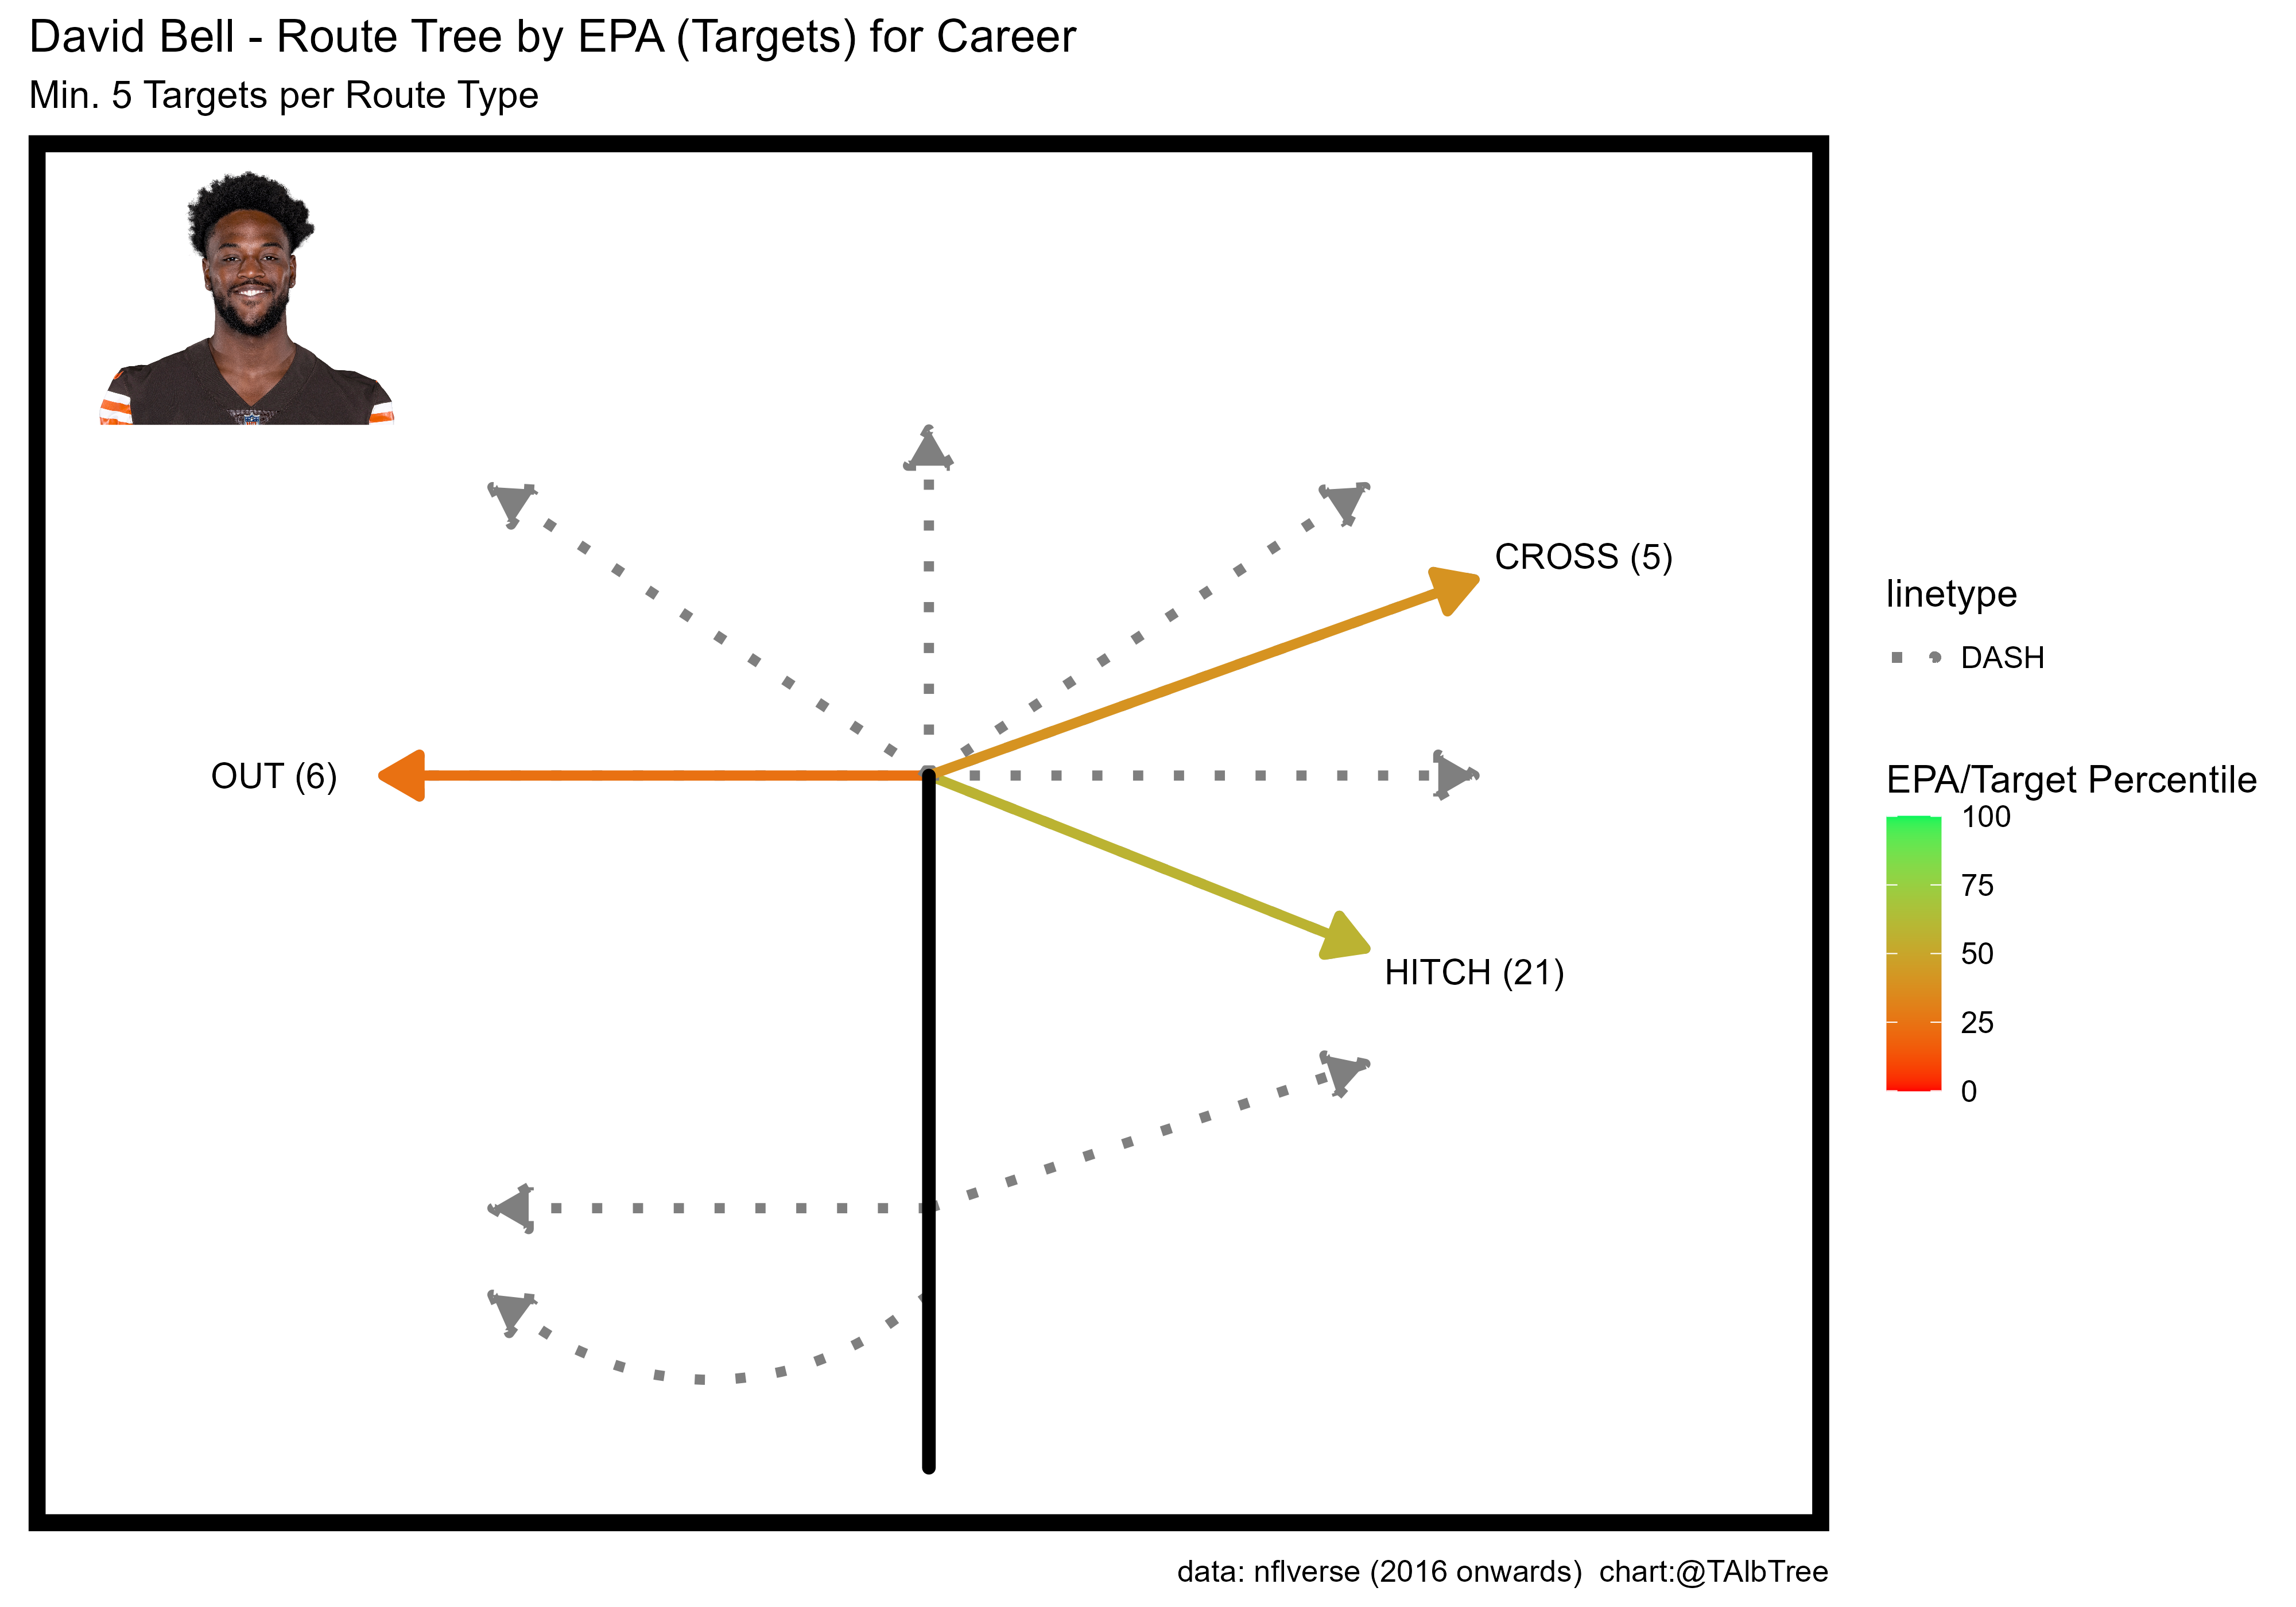 David Bell - Route Tree by EPA (Targets) for Career
Min. 5 Targets per Route Type
CROSS (5)
OUT (6)
HITCH (21)
linetype
DASH
EPA/Target Percentile
100
75
50
25
0
data: nflverse (2016 onwards)  chart:@TAlbTree